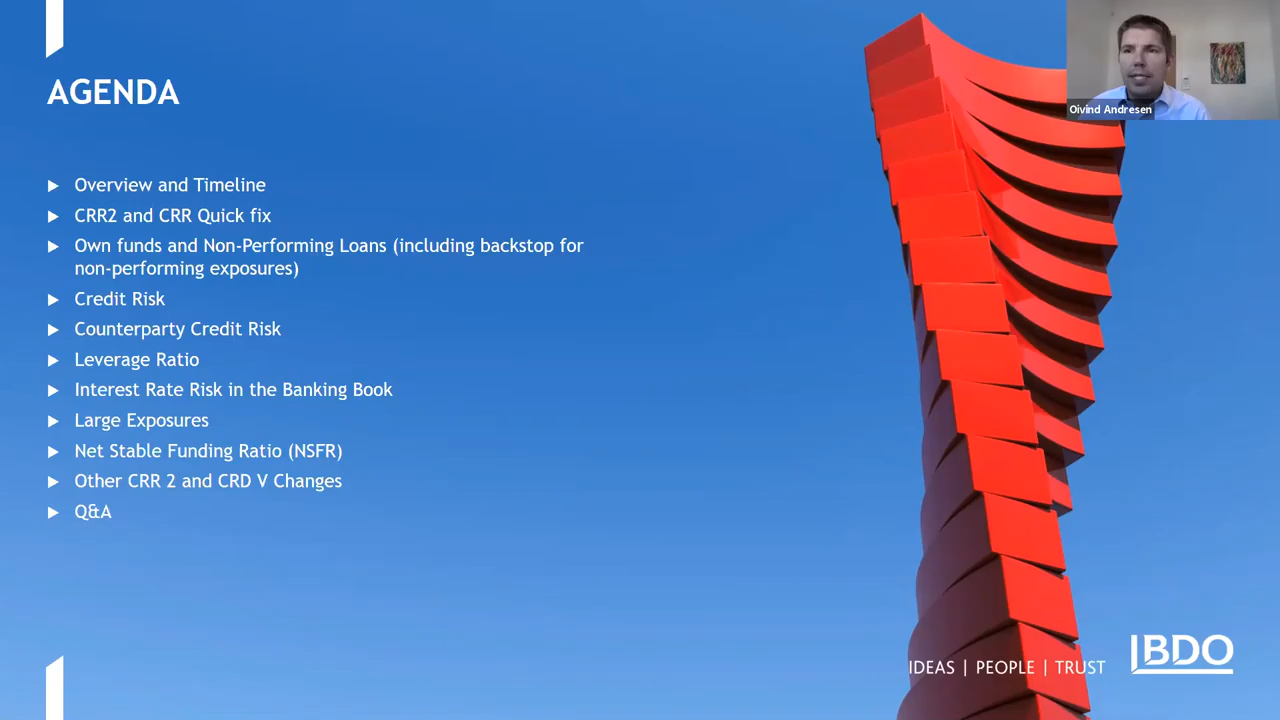 AGENDA
Oivind Andresen
Overview and Timeline
CRR2 and CRR Quick fix
Own funds and Non-Performing Loans (including backstop for
non-performing exposures)
Credit Risk
Counterparty Credit Risk
Leverage Ratio
Interest Rate Risk in the Banking Book
Large Exposures
Net Stable Funding Ratio (NSFR)
Other CRR 2 and CRD V Changes
Q&A
IDEAS | PEOPLE | TRUST
BDO